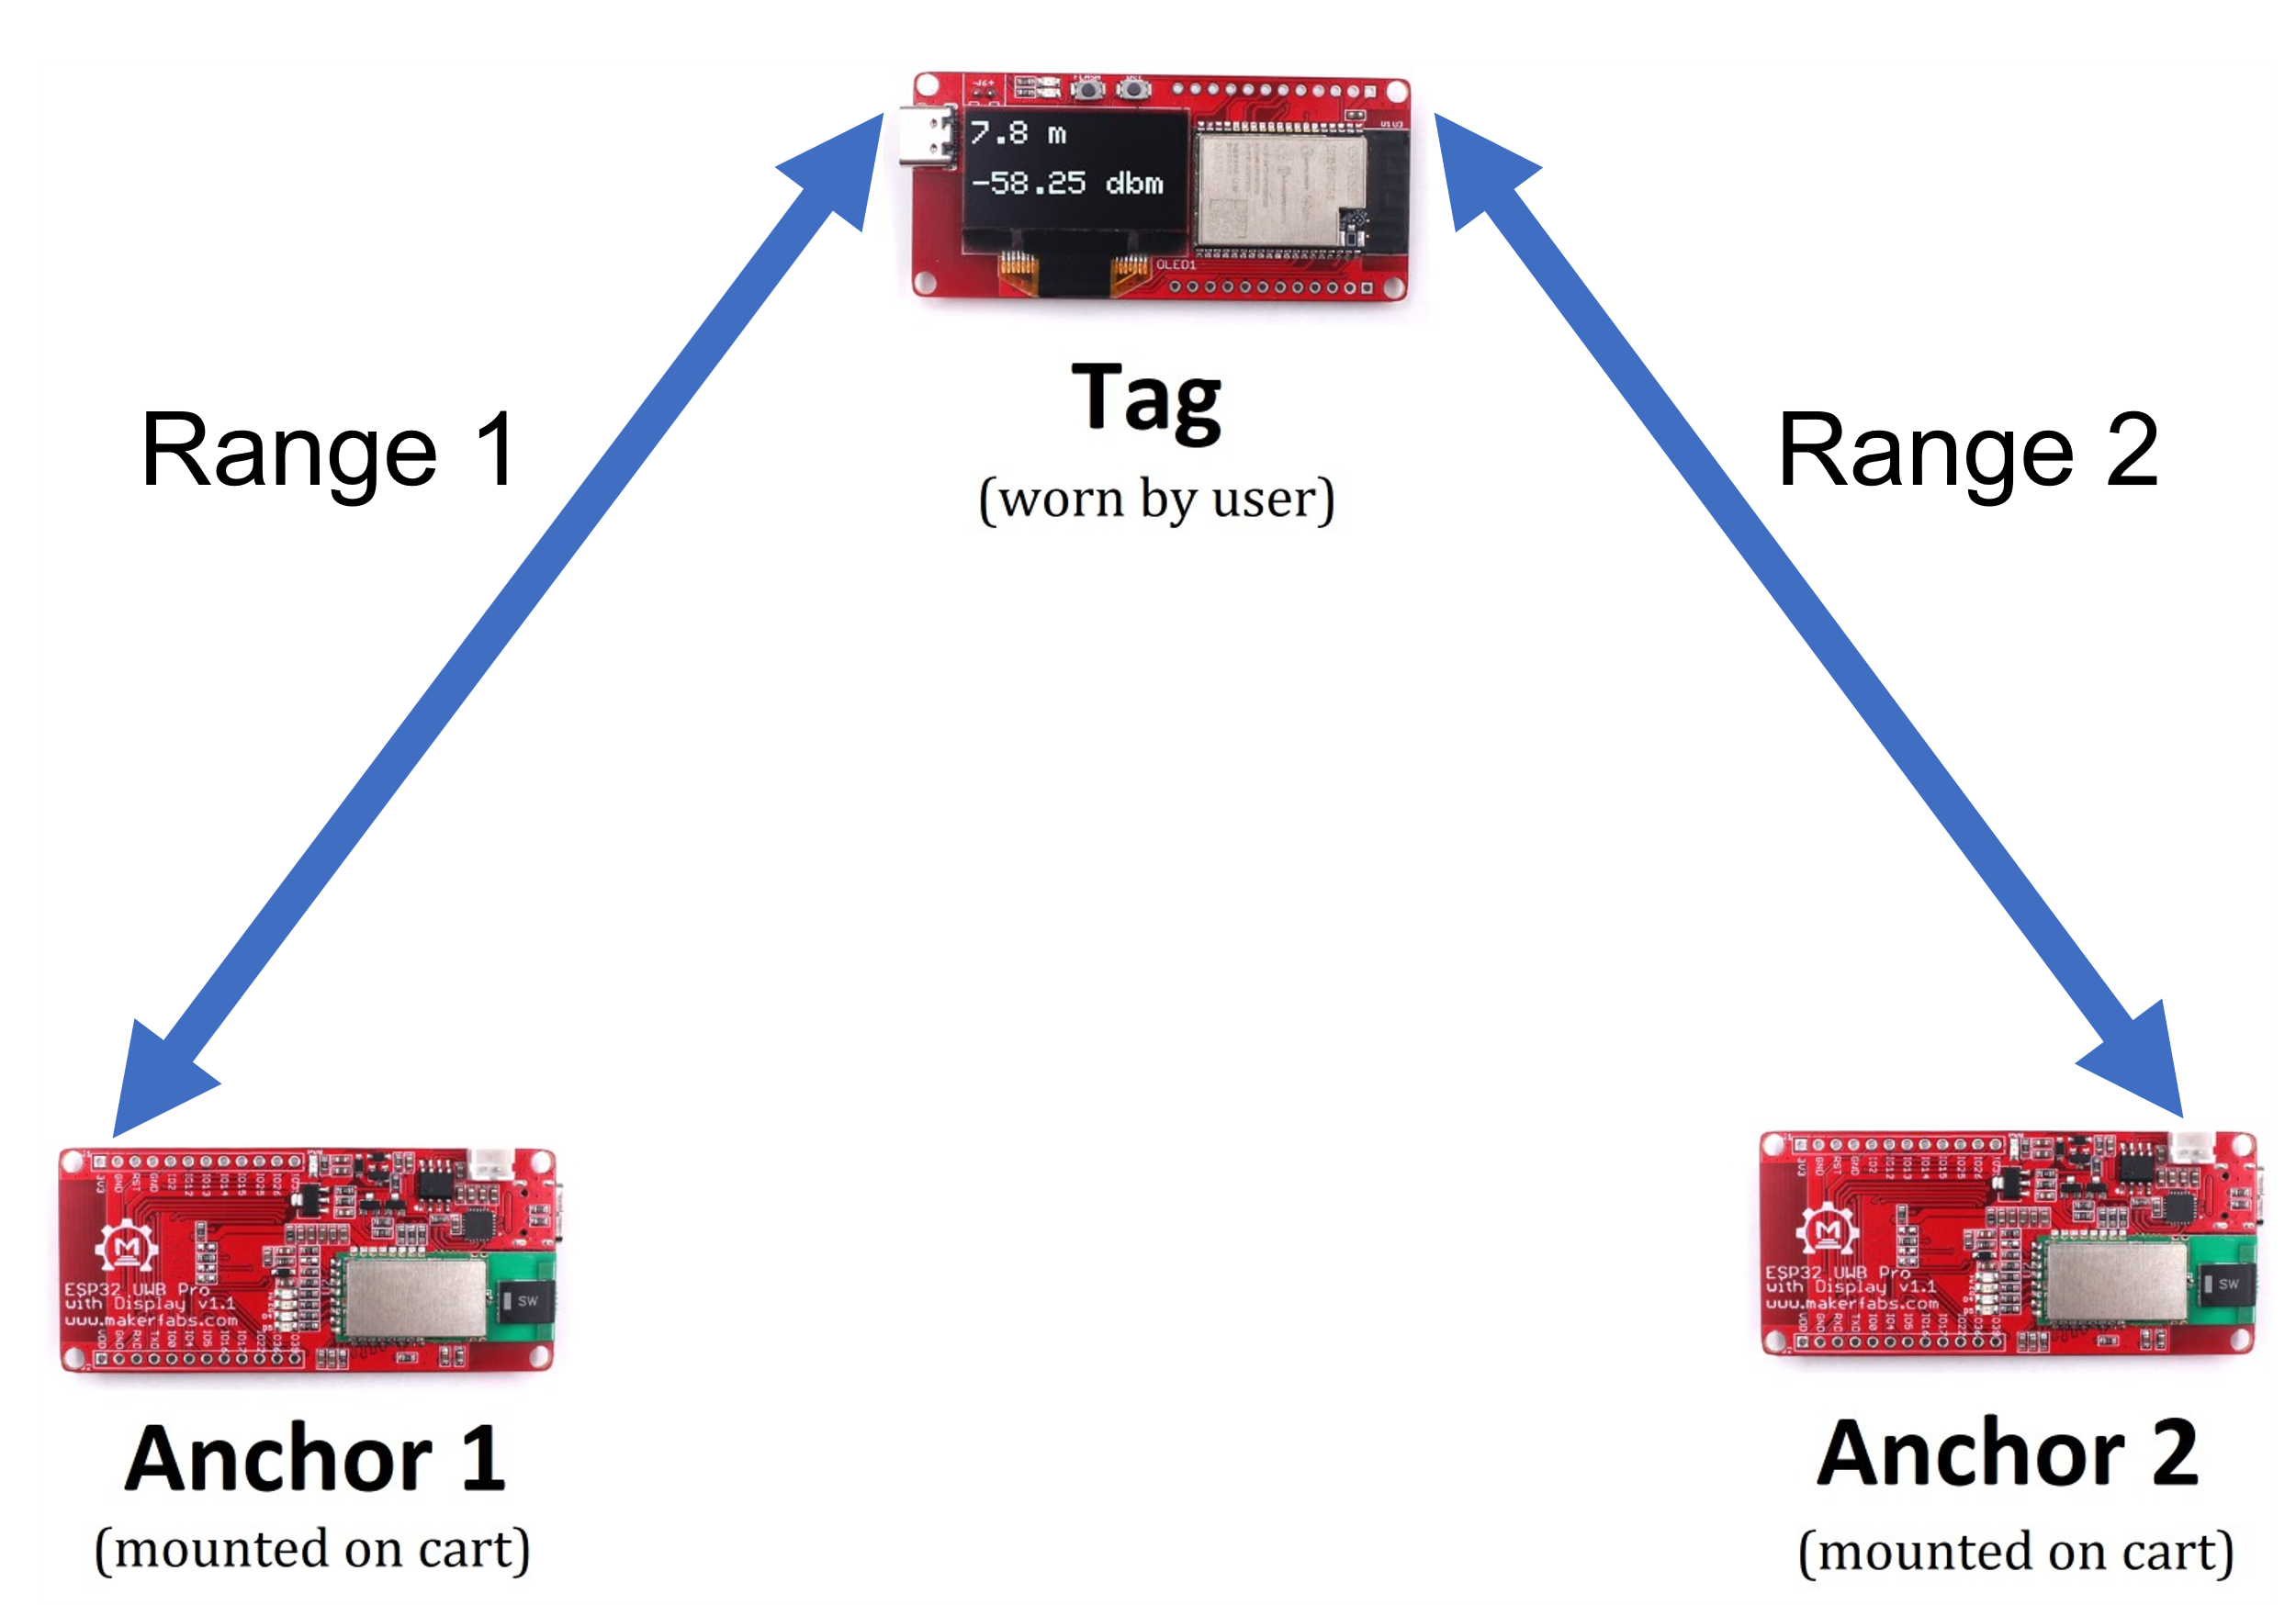 7.8 m
-58.25 dbm
OLED1
Tag
(worn by user)
Range 1
Range 2
ESP32 UWB Pro
with Display v1.1
www.makerfabs.com
SW
Anchor 1
(mounted on cart)
ESP32 UWB Pro
with Display v1.1
www.makerfabs.com
SW
Anchor 2
(mounted on cart)